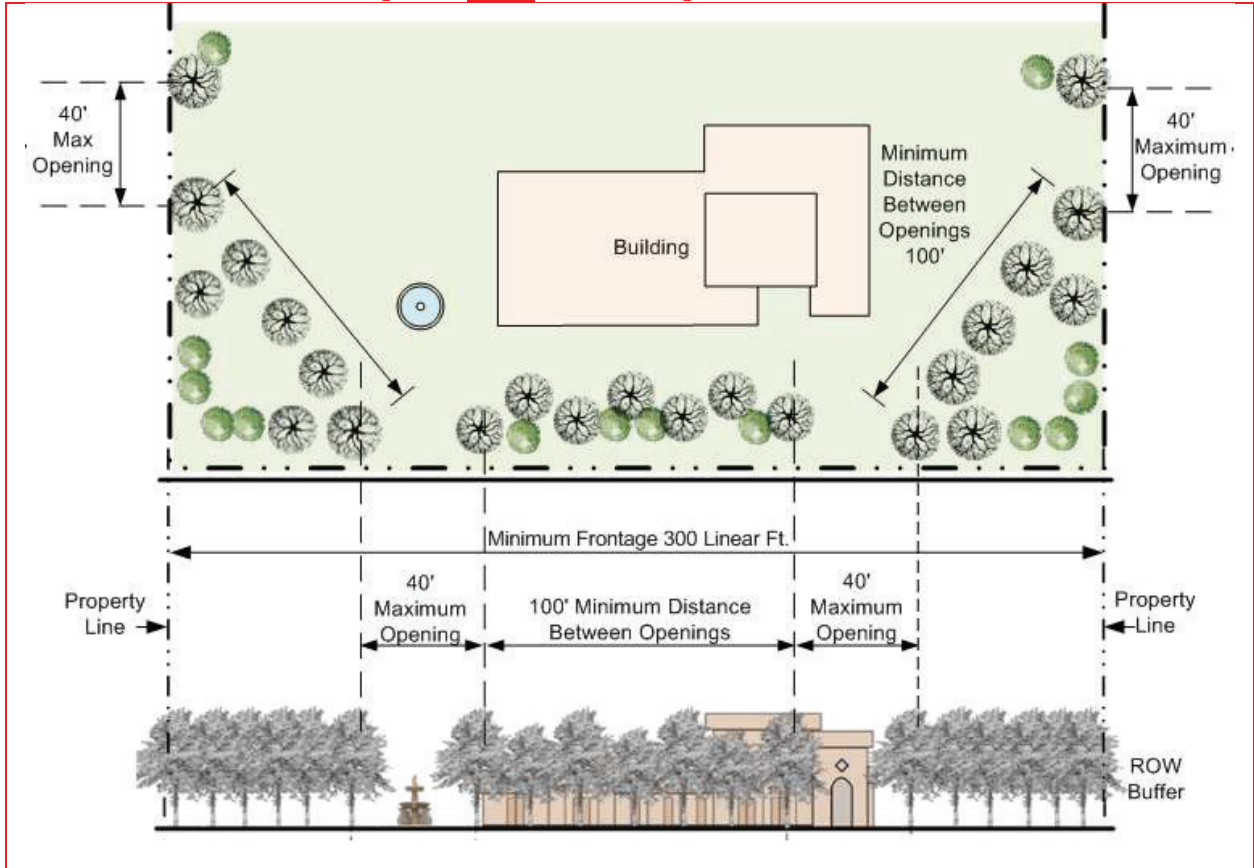 40'
Max
Opening
Building
Minimum
Distance
Between
Openings
100'
40'
Maximum
Opening
Minimum Frontage 300 Linear Ft.
Property
Line
40'
Maximum
Opening
100' Minimum Distance
Between Openings
40'
Maximum
Opening
Property
Line
ROW
Buffer